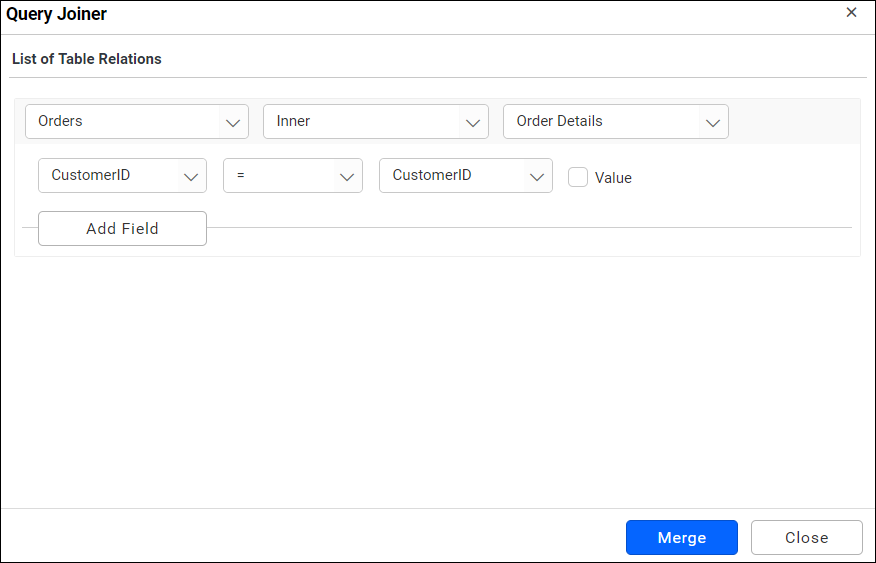 Query Joiner
List of Table Relations
Orders Inner Order Details
CustomerID = CustomerID Value
Add Field
Merge Close